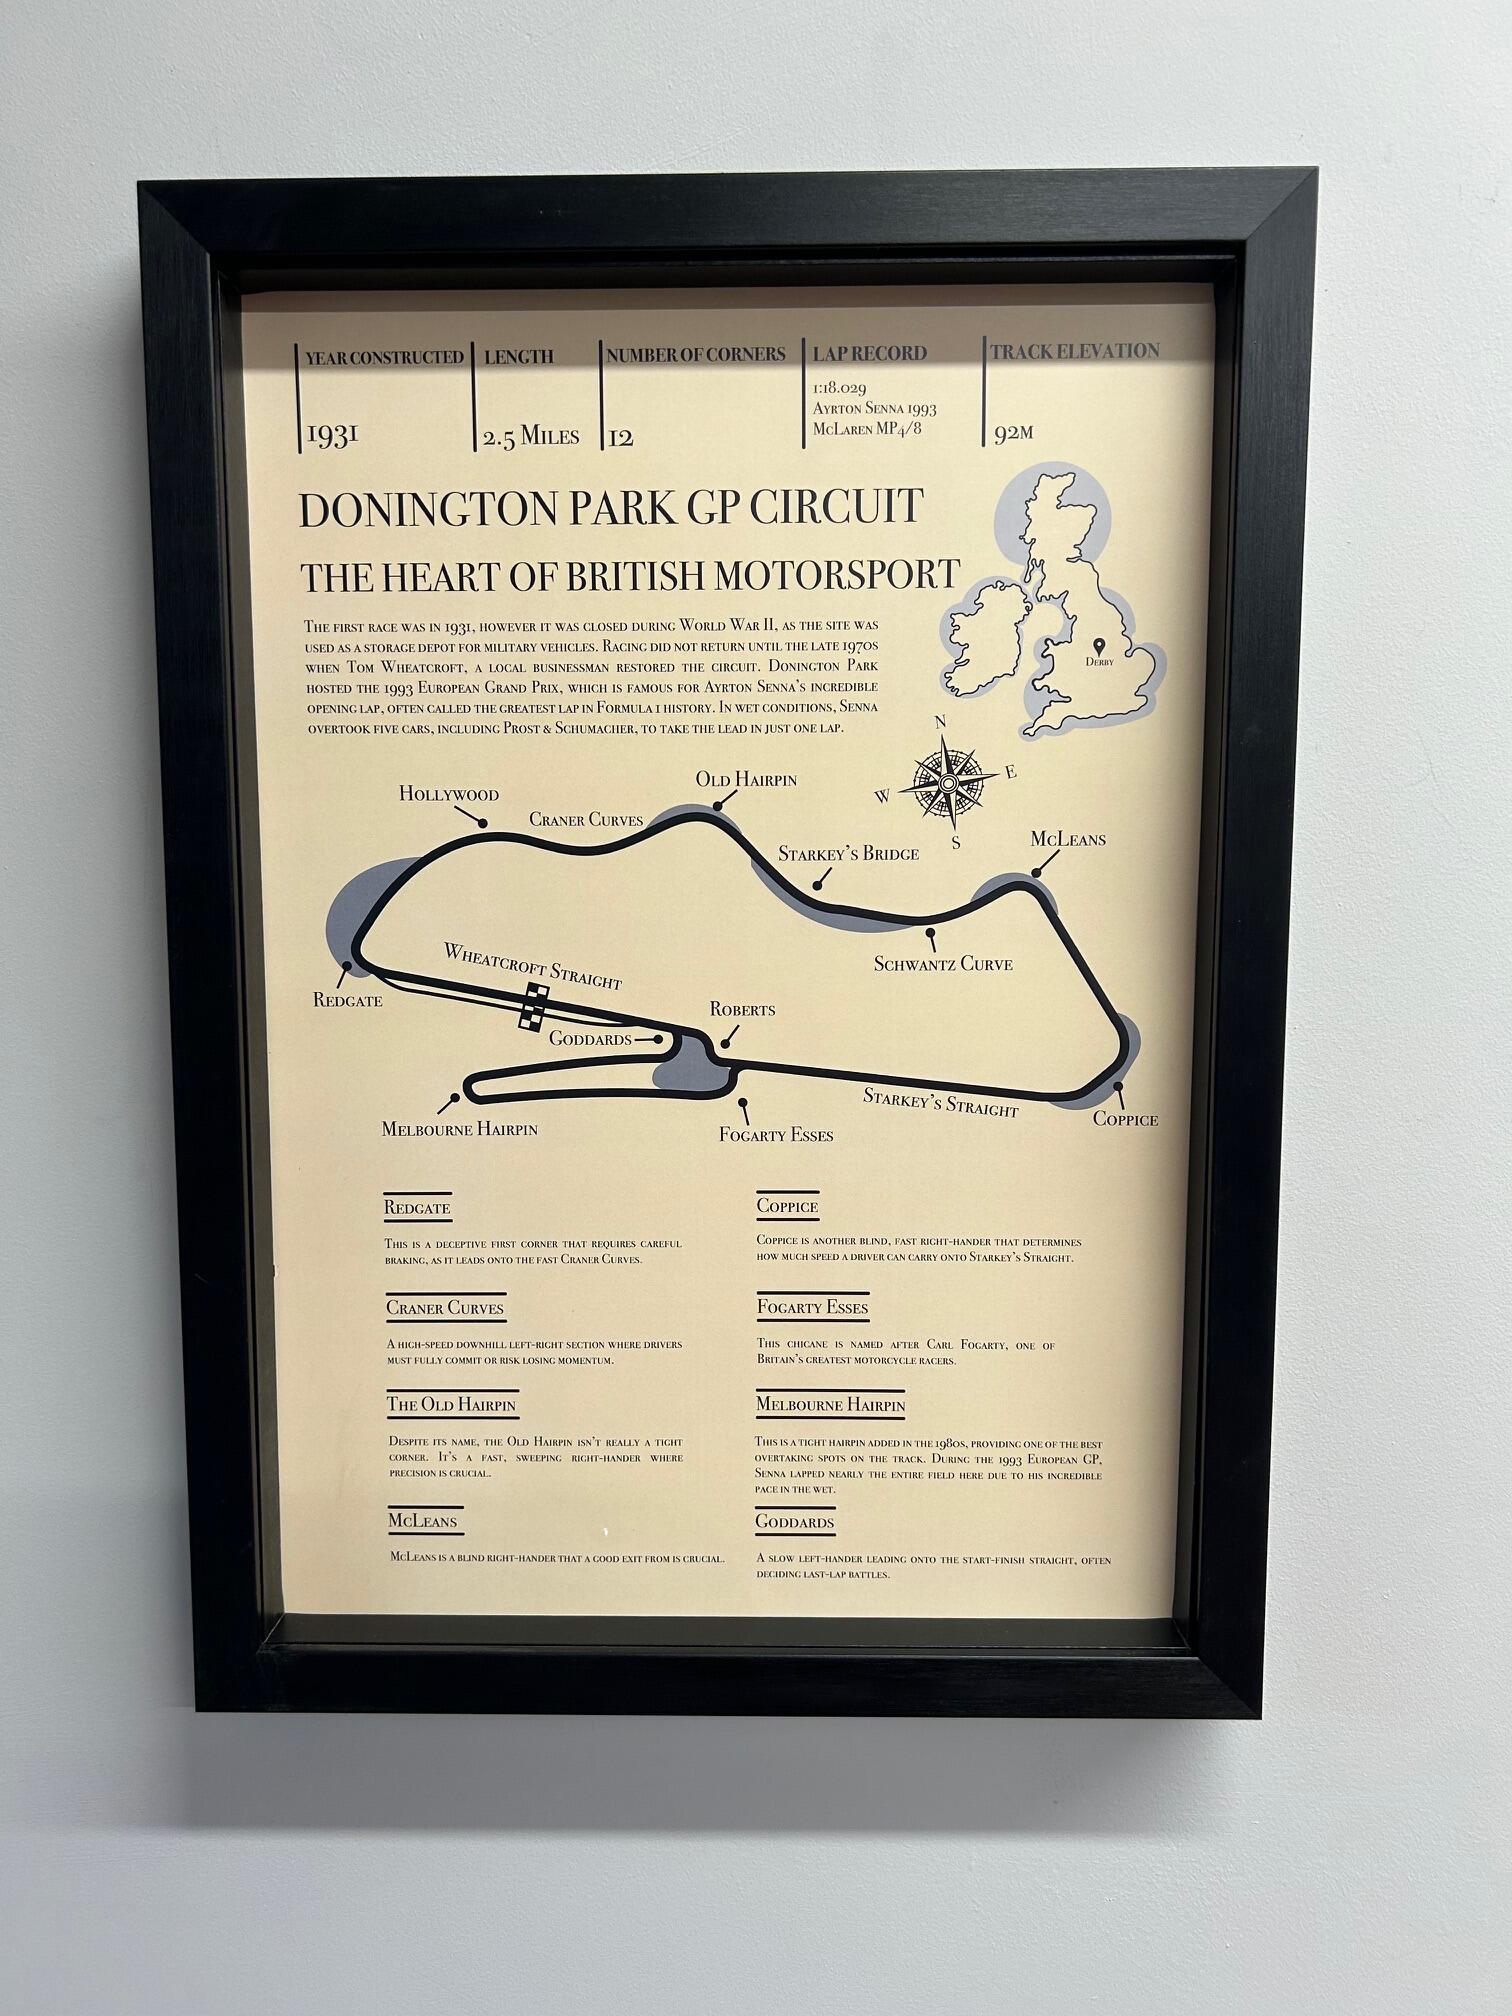 YEAR CONSTRUCTED
1931
LENGTH
2.5 Miles
NUMBER OF CORNERS
12
LAP RECORD
1:18.029
Ayrton Senna 1993
McLaren MP4/8
TRACK ELEVATION
92m
DONINGTON PARK GP CIRCUIT
THE HEART OF BRITISH MOTORSPORT
The first race was in 1931, however it was closed during World War II, as the site was
used as a storage depot for military vehicles. Racing did not return until the late 1970s
when Tom Wheatcroft, a local businessman restored the circuit. Donington Park
hosted the 1993 European Grand Prix, which is famous for Ayrton Senna's incredible
opening lap, often called the greatest lap in Formula 1 history. In wet conditions, Senna
overtook five cars, including Prost & Schumacher, to take the lead in just one lap.
Derby
N
E
W
S
Hollywood
Craner Curves
Old Hairpin
Starkey's Bridge
McLeans
Schwantz Curve
Wheatcroft Straight
Redgate
Goddards
Roberts
Starkey's Straight
Coppice
Melbourne Hairpin
Fogarty Esses
Redgate
This is a deceptive first corner that requires careful
braking, as it leads onto the fast Craner Curves.
Craner Curves
A high-speed downhill left-right section where drivers
must fully commit or risk losing momentum.
The Old Hairpin
Despite its name, the Old Hairpin isn't really a tight
corner. It's a fast, sweeping right-hander where
precision is crucial.
McLeans
McLeans is a blind right-hander that a good exit from is crucial.
Coppice
Coppice is another blind, fast right-hander that determines
how much speed a driver can carry onto Starkey's Straight.
Fogarty Esses
This chicane is named after Carl Fogarty, one of
Britain's greatest motorcycle racers.
Melbourne Hairpin
This is a tight hairpin added in the 1980s, providing one of the best
overtaking spots on the track. During the 1993 European GP,
Senna lapped nearly the entire field here due to his incredible
pace in the wet.
Goddards
A slow left-hander leading onto the start-finish straight, often
deciding last-lap battles.